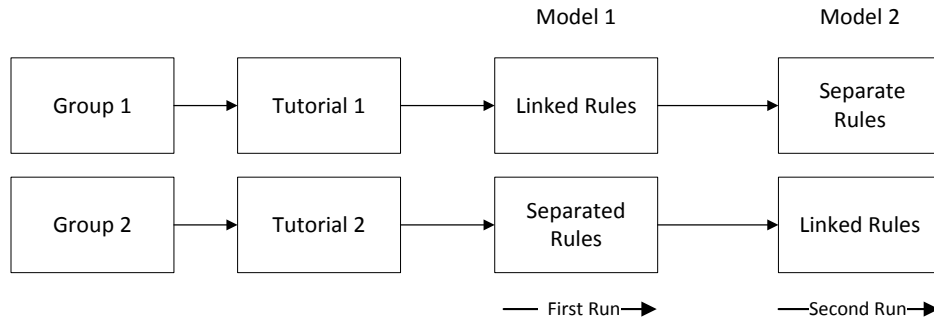 Model 1
Model 2
Group 1
Tutorial 1
Linked Rules
Separate
Rules
Group 2
Tutorial 2
Separated
Rules
Linked Rules
First Run
Second Run